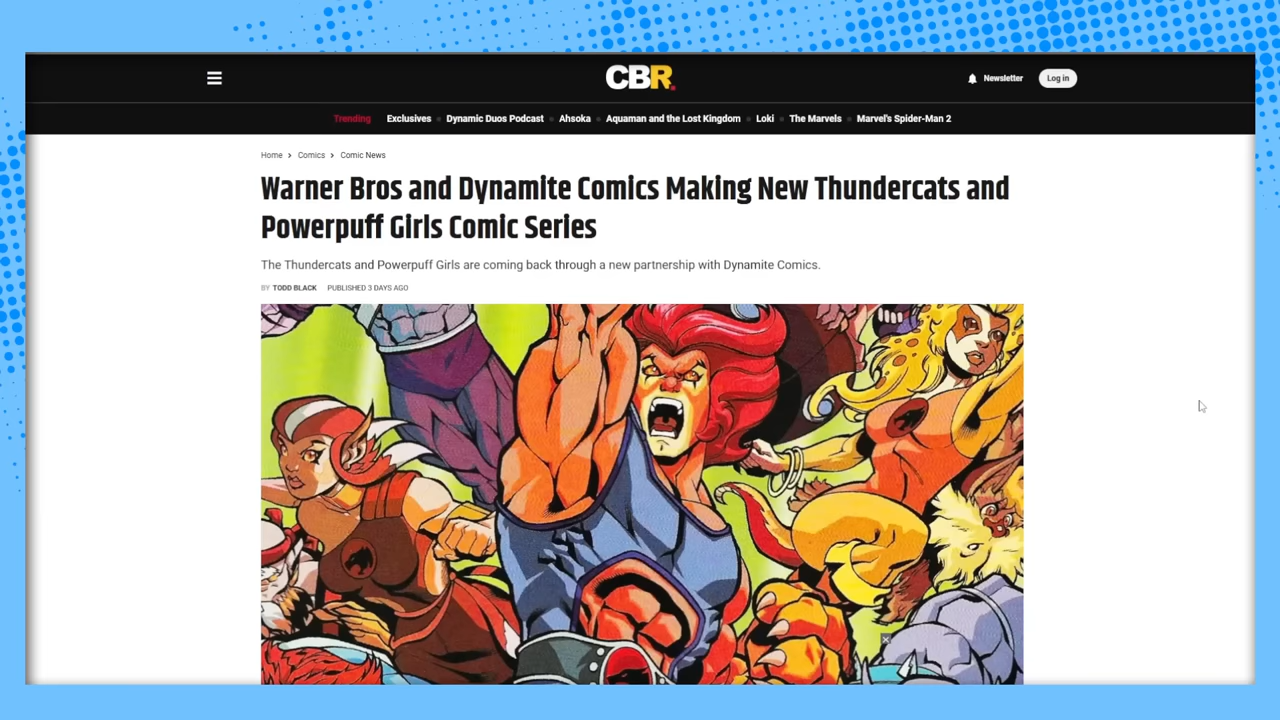 CBR.
Newsletter
Log in
Trending Exclusives Dynamic Duos Podcast Ahsoka Aquaman and the Lost Kingdom Loki The Marvels Marvel's Spider-Man 2
Home > Comics > Comic News
Warner Bros and Dynamite Comics Making New Thundercats and
Powerpuff Girls Comic Series
The Thundercats and Powerpuff Girls are coming back through a new partnership with Dynamite Comics.
BY TODD BLACK PUBLISHED 3 DAYS AGO